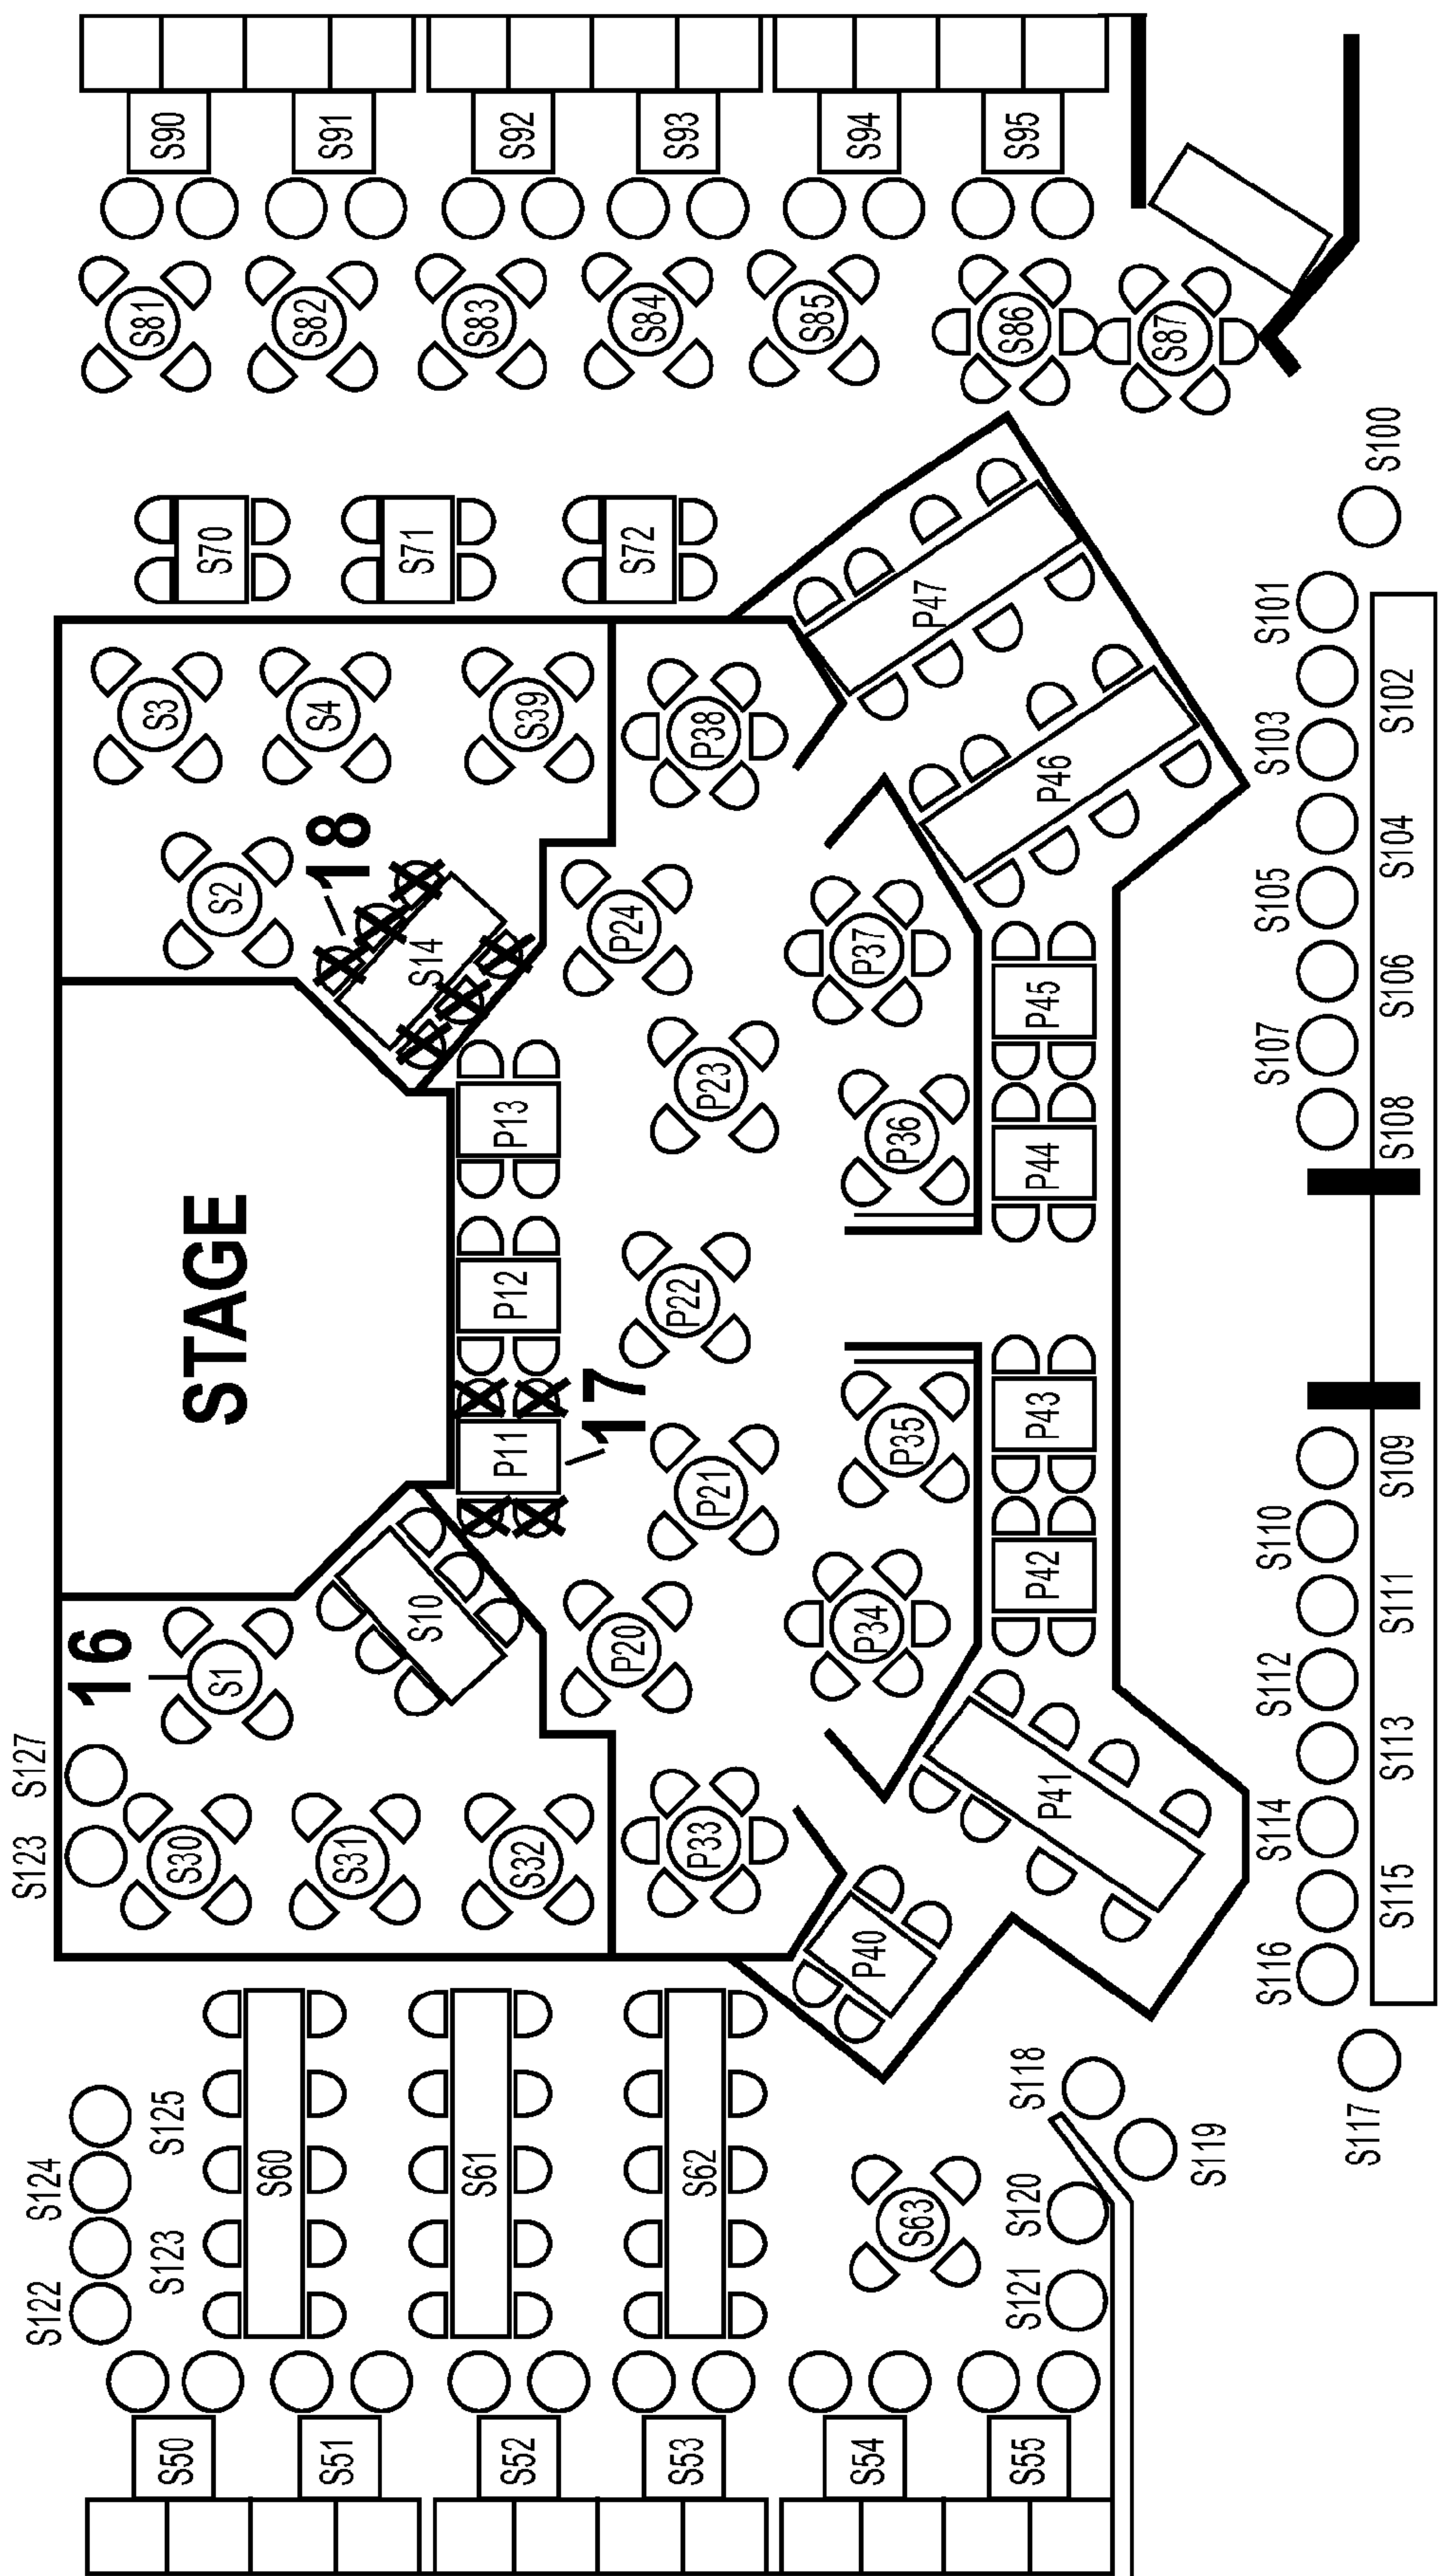 S90
S91
S92
S93
S94
S95
S81
S82
S83
S84
S85
S86
S87
S100
S70
S71
S72
S101
S102
S103
S104
S105
S106
S107
S108
P47
P46
S3
S4
S39
P38
S2
18
S14
P24
P37
P45
P23
P13
P36
P44
STAGE
P12
P22
17
P11
P21
P35
P43
S109
S110
S111
S112
S113
S114
S115
S116
16
S1
S10
P20
P34
P42
S127
S123
S30
S31
S32
P33
P41
P40
S118
S117
S119
S120
S121
S125
S124
S123
S122
S60
S61
S62
S63
S50
S51
S52
S53
S54
S55